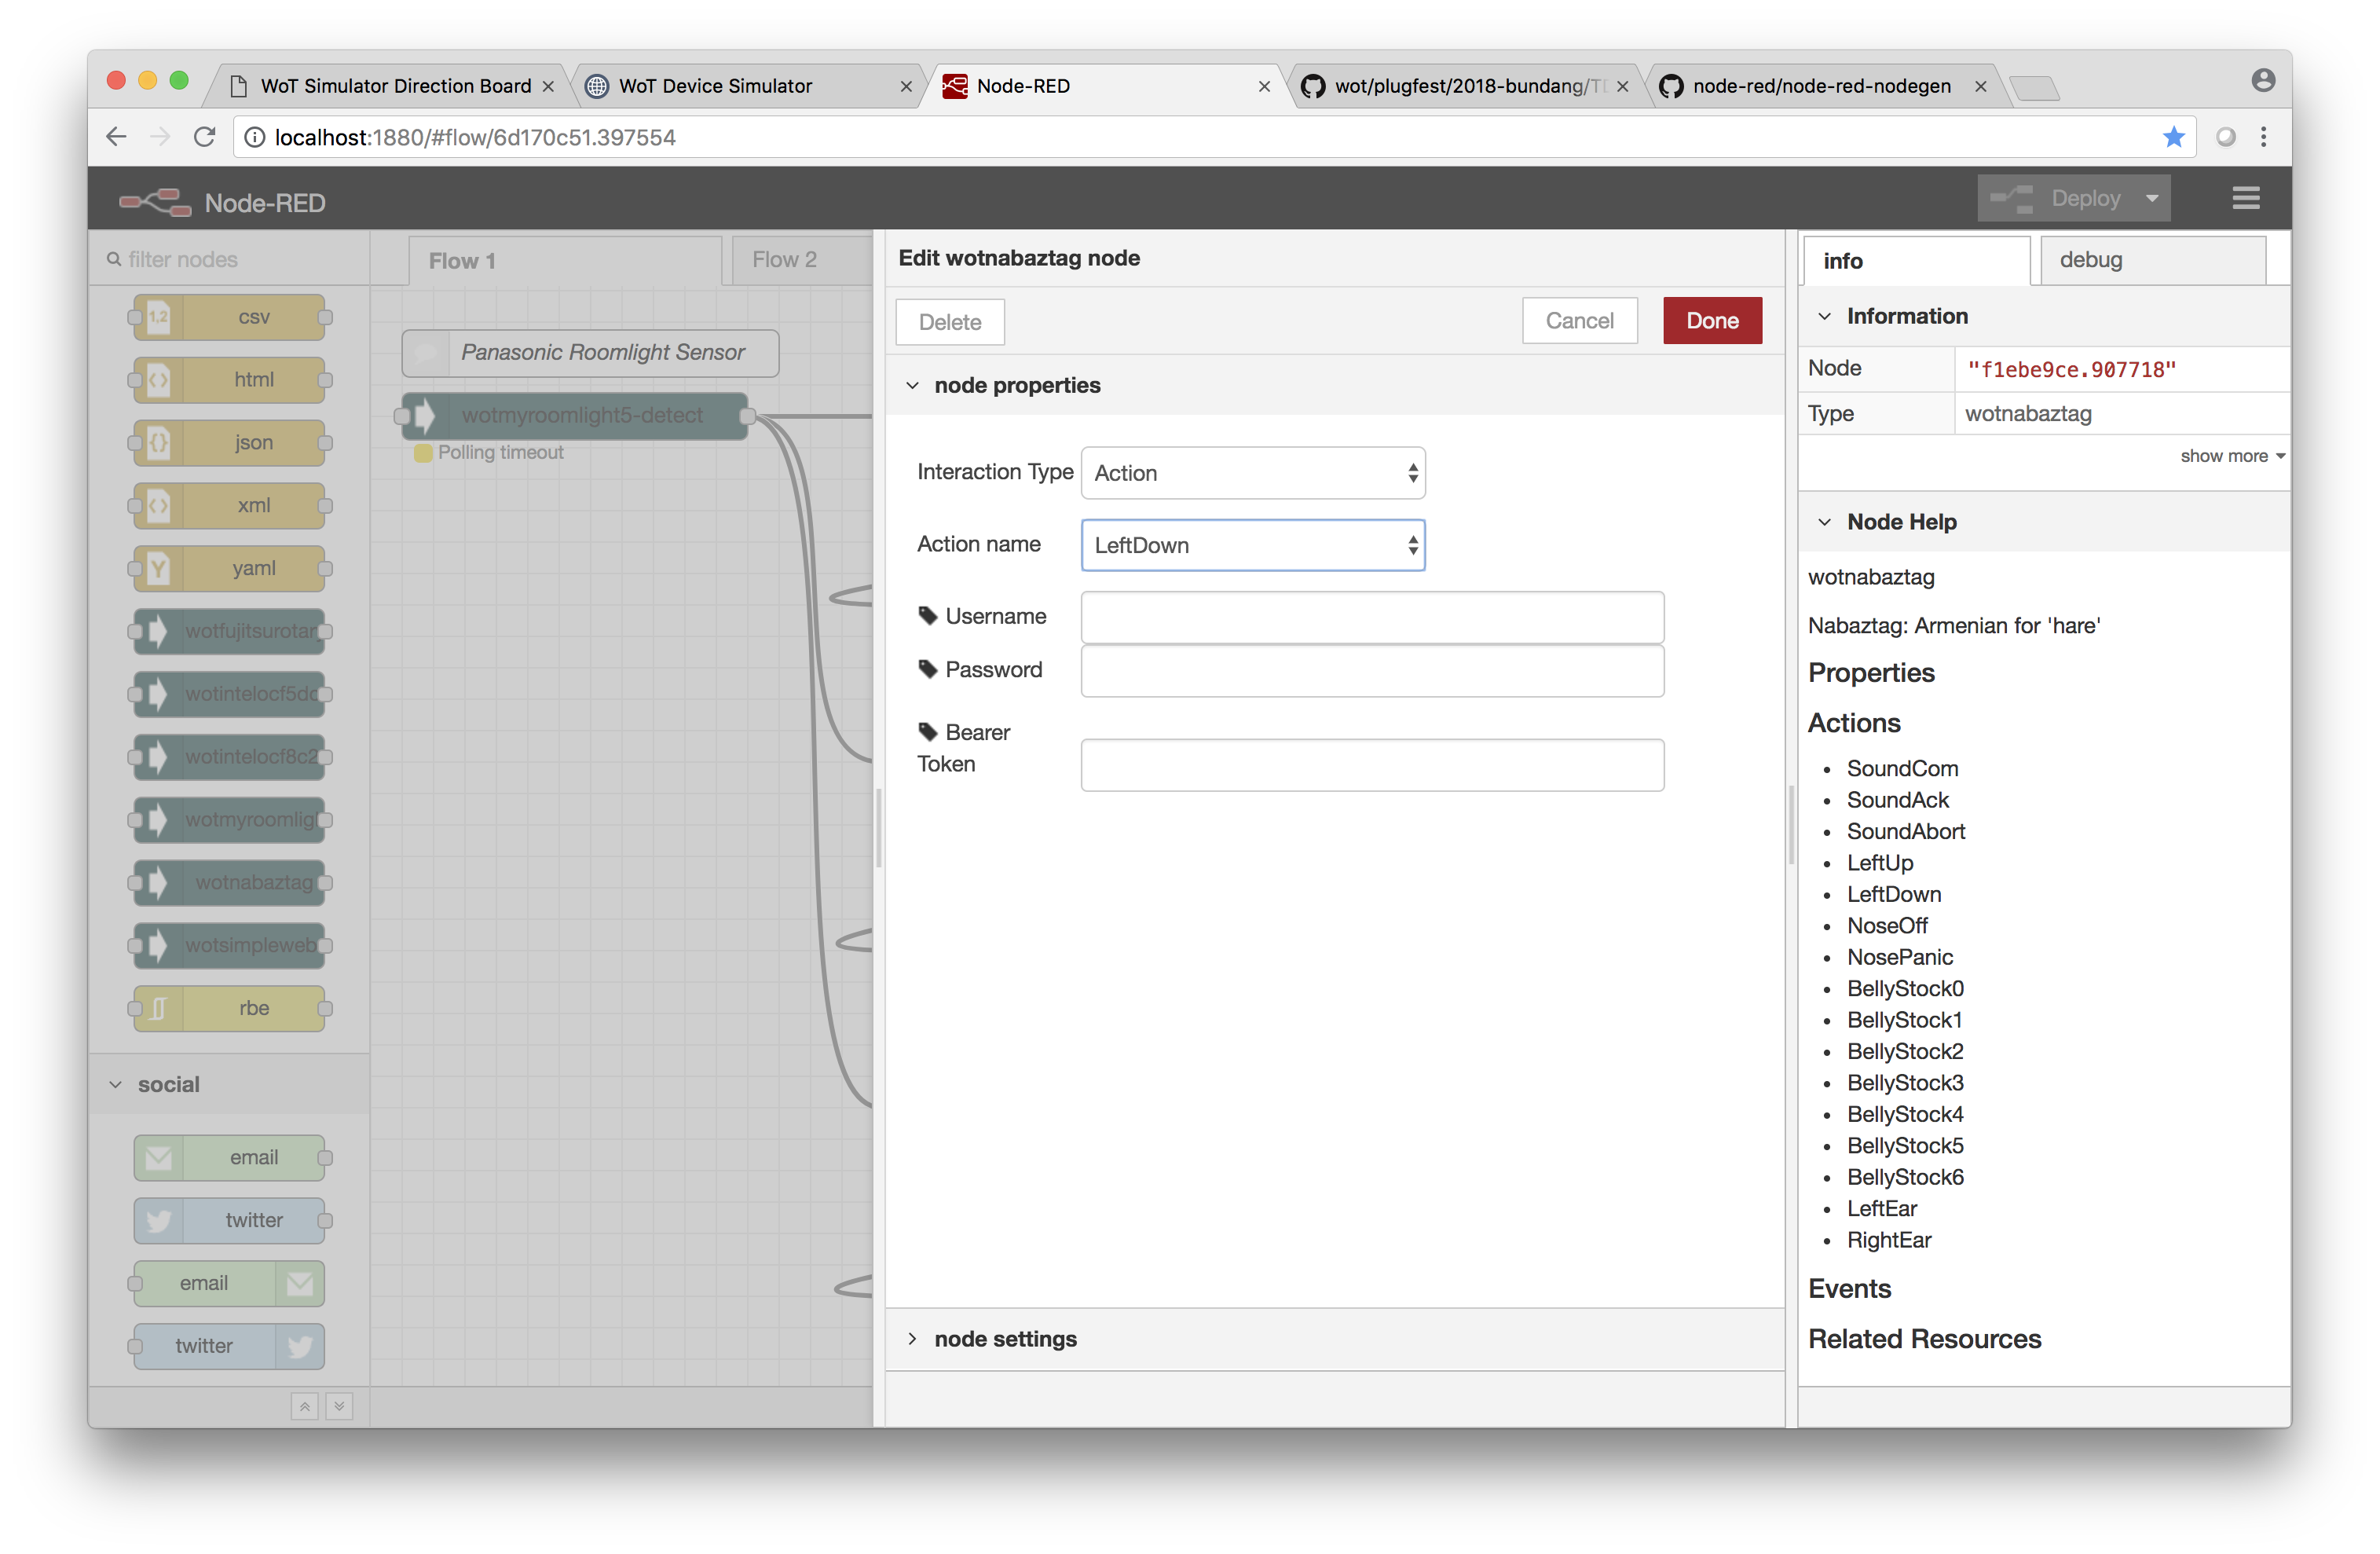 WoT Simulator Direction Board
WoT Device Simulator
Node-RED
wot/plugfest/2018-bundang/T
node-red/node-red-nodegen
localhost:1880/#flow/6d170c51.397554
Node-RED
Deploy
filter nodes
1,2
csv
html
json
xml
Y
yaml
wotfujitsurotar
wotintelocf5dc
wotintelocf8c2
wotmyroomlig
wotnabaztag
wotsimpleweb
rbe
social
email
twitter
email
twitter
Flow 1
Flow 2
Panasonic Roomlight Sensor
wotmyroomlight5-detect
Polling timeout
Edit wotnabaztag node
Delete
Cancel
Done
node properties
Interaction Type
Action
Action name
LeftDown
Username
Password
Bearer
Token
node settings
info
debug
Information
Node
"f1ebe9ce.907718"
Type
wotnabaztag
show more
Node Help
wotnabaztag
Nabaztag: Armenian for 'hare'
Properties
Actions
• SoundCom
• SoundAck
• SoundAbort
• LeftUp
• LeftDown
• NoseOff
• NosePanic
• BellyStock0
• BellyStock1
• BellyStock2
• BellyStock3
• BellyStock4
• BellyStock5
• BellyStock6
• LeftEar
• RightEar
Events
Related Resources